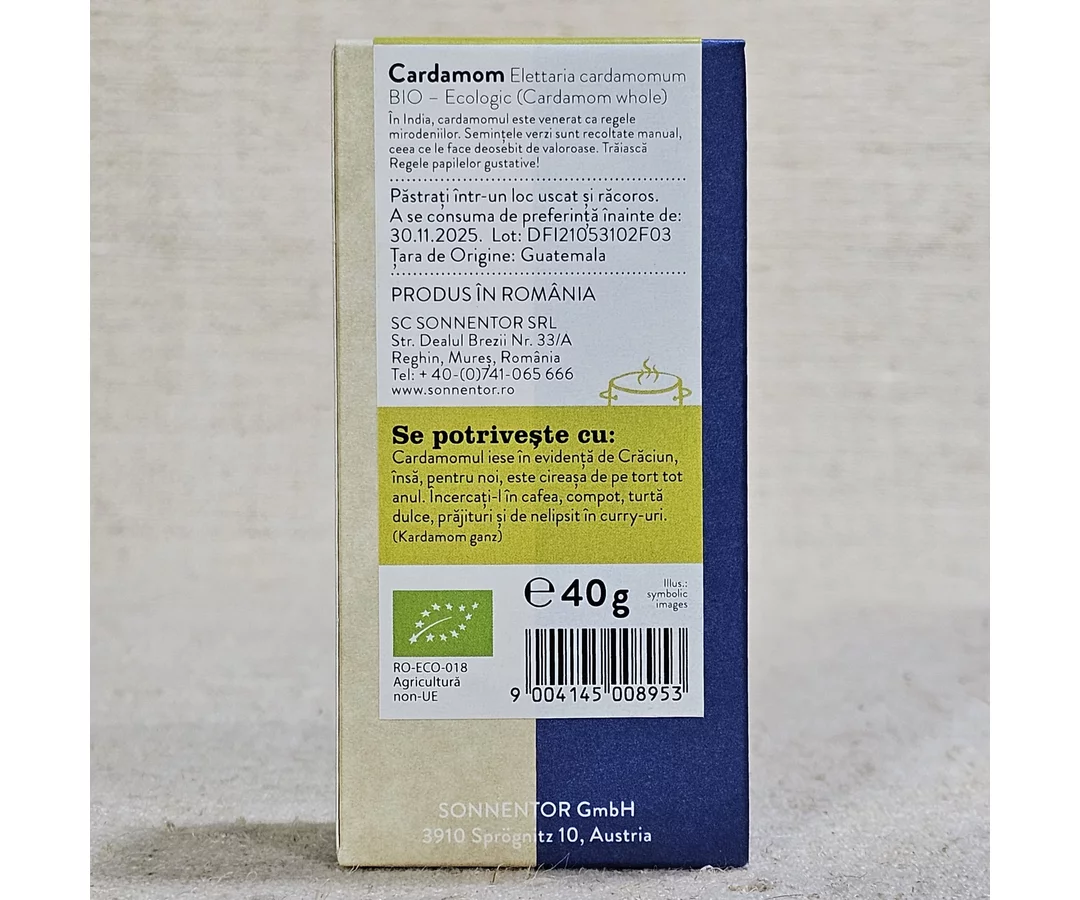 Cardamom Elettaria cardamomum
BIO – Ecologic (Cardamom whole)
În India, cardamomul este venerat ca regele
mirodeniilor. Semințele verzi sunt recoltate manual,
ceea ce le face deosebit de valoroase. Trăiască
Regele papilelor gustative!
Păstrați într-un loc uscat și răcoros.
A se consuma de preferință înainte de:
30.11.2025. Lot: DFI21053102F03
Țara de Origine: Guatemala
PRODUS ÎN ROMÂNIA
SC SONNENTOR SRL
Str. Dealul Brezii Nr. 33/A
Reghin, Mureș, România
Tel: + 40-(0)741-065 666
www.sonnentor.ro
Se potrivește cu:
Cardamomul iese în evidență de Crăciun,
însă, pentru noi, este cireașa de pe tort tot
anul. Încercați-l în cafea, compot, turtă
dulce, prăjituri și de nelipsit în curry-uri.
(Kardamom ganz)
℮ 40 g
Illus.:
symbolic
images
RO-ECO-018
Agricultură
non-UE
9 004145 008953
SONNENTOR GmbH
3910 Sprögnitz 10, Austria